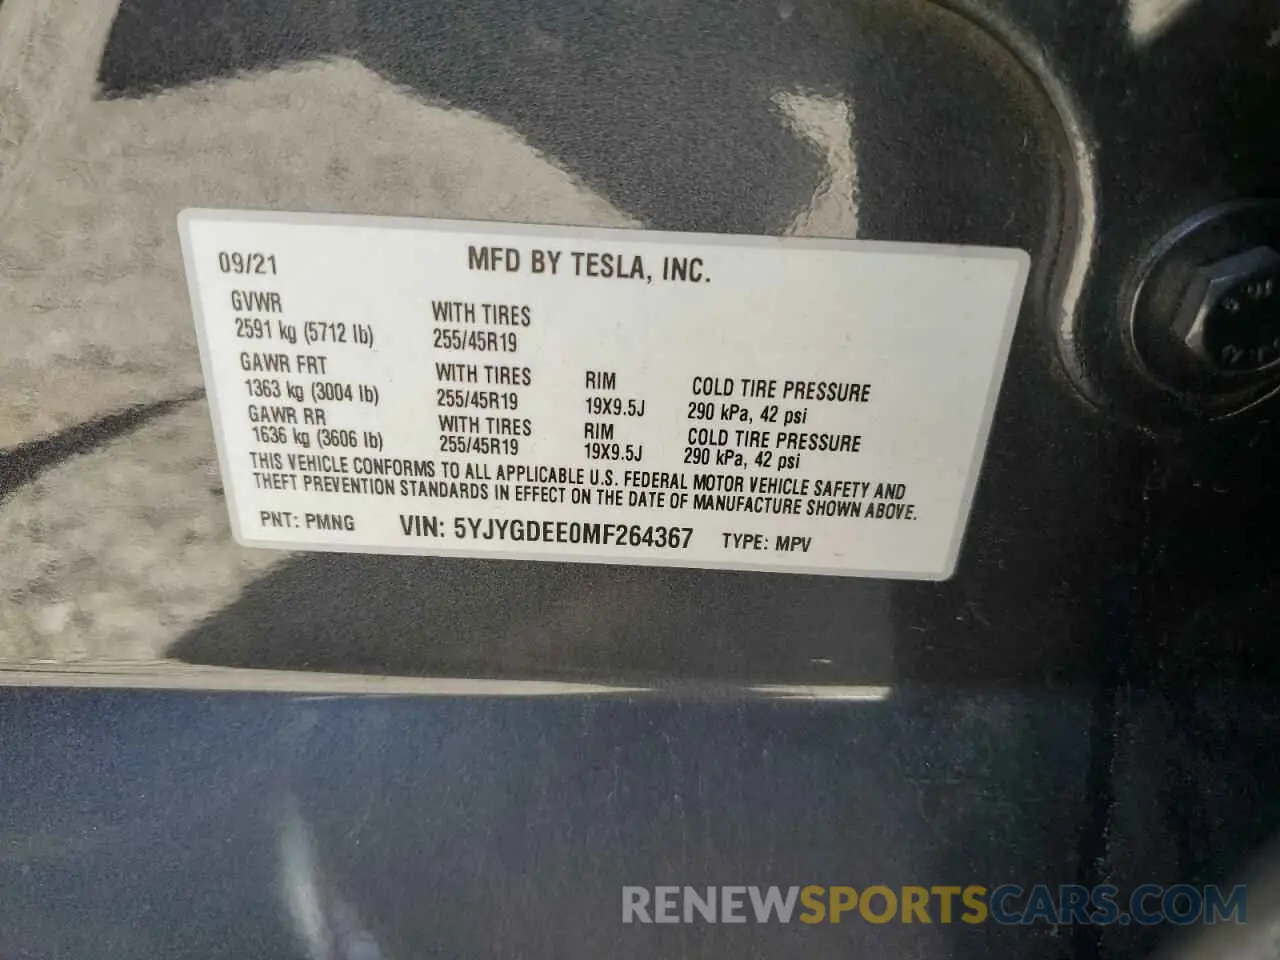 09/21 MFD BY TESLA, INC.
GVWR WITH TIRES
2591 kg (5712 lb) 255/45R19
GAWR FRT WITH TIRES RIM COLD TIRE PRESSURE
1363 kg (3004 lb) 255/45R19 19X9.5J 290 kPa, 42 psi
GAWR RR WITH TIRES RIM COLD TIRE PRESSURE
1636 kg (3606 lb) 255/45R19 19X9.5J 290 kPa, 42 psi
THIS VEHICLE CONFORMS TO ALL APPLICABLE U.S. FEDERAL MOTOR VEHICLE SAFETY AND
THEFT PREVENTION STANDARDS IN EFFECT ON THE DATE OF MANUFACTURE SHOWN ABOVE.
PNT: PMNG VIN: 5YJYGDEE0MF264367 TYPE: MPV
RENEWSPORTSCARS.COM